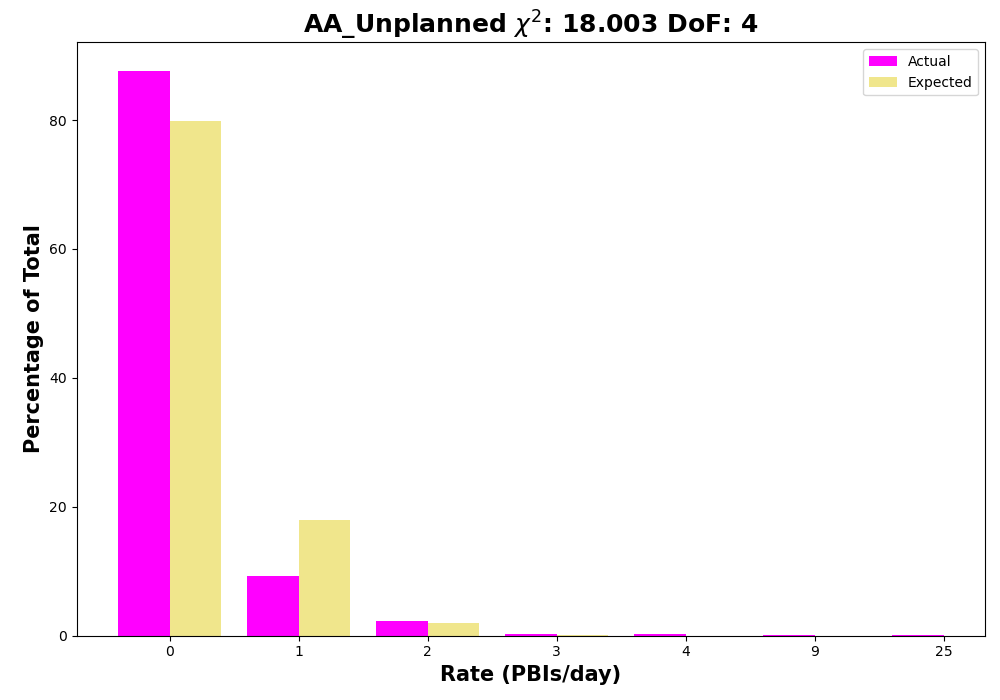 AA_Unplanned χ²: 18.003 DoF: 4
Actual
Expected
Percentage of Total
80
60
40
20
0
0 1 2 3 4 9 25
Rate (PBIs/day)